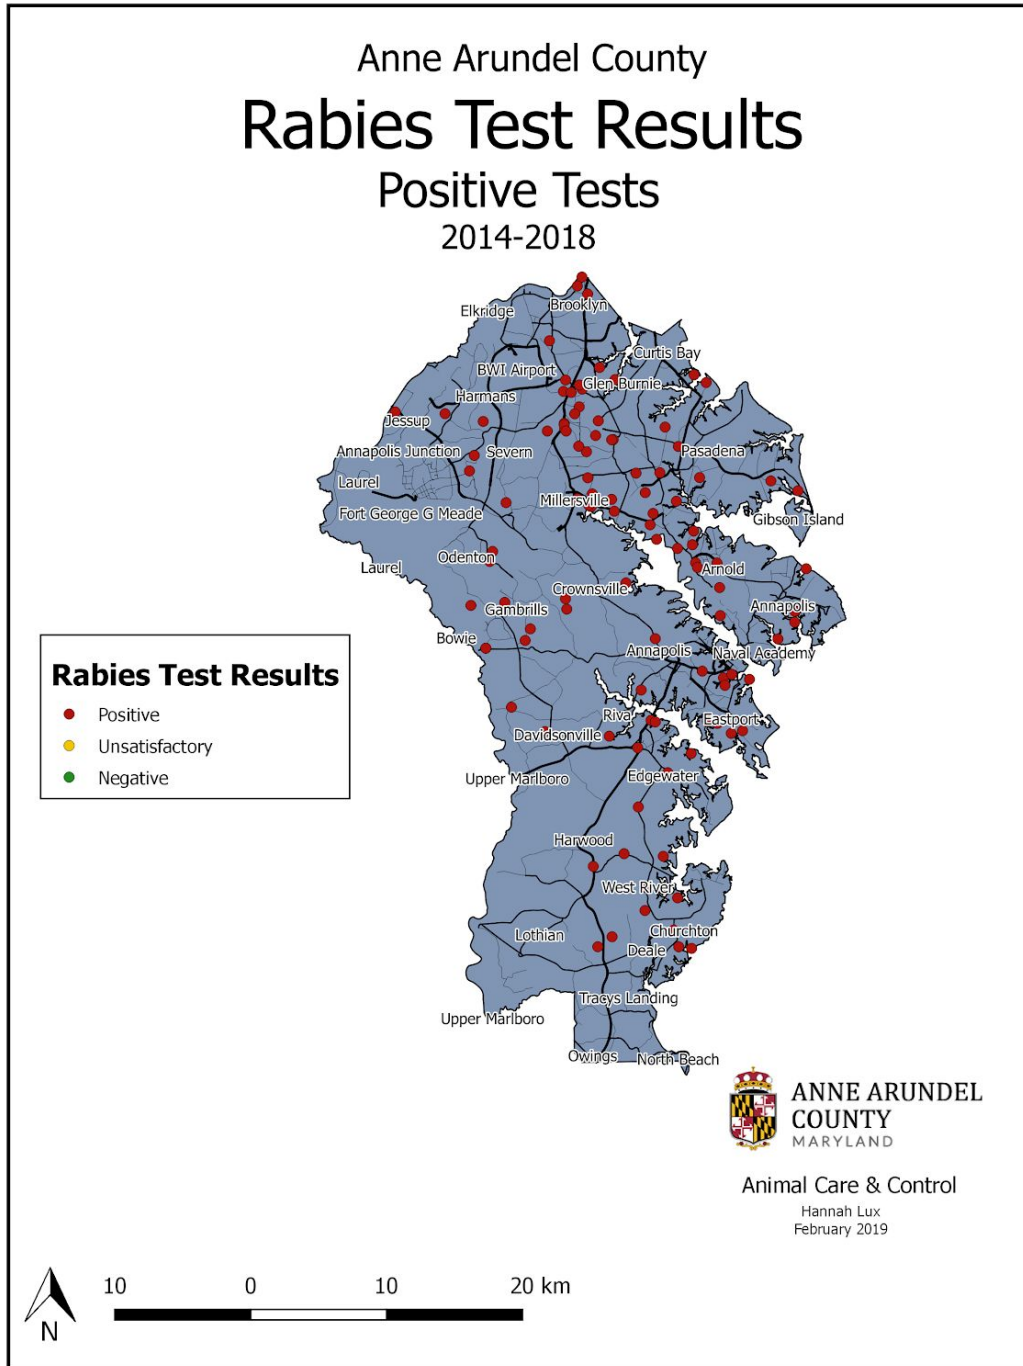 Anne Arundel County
Rabies Test Results
Positive Tests
2014-2018
Brooklyn
Elkridge
Curtis Bay
BWI Airport
Glen Burnie
Harmans
Jessup
Annapolis Junction
Severn
Pasadena
Laurel
Millersville
Fort George G Meade
Gibson Island
Odenton
Laurel
Arnold
Crownsville
Gambrills
Annapolis
Bowie
Annapolis
Naval Academy
Riva
Eastport
Davidsonville
Upper Marlboro
Edgewater
Harwood
West River
Lothian
Churchton
Deale
Tracys Landing
Upper Marlboro
Owings
North Beach
Rabies Test Results
Positive
Unsatisfactory
Negative
ANNE ARUNDEL
COUNTY
MARYLAND
Animal Care & Control
Hannah Lux
February 2019
10 0 10 20 km
N